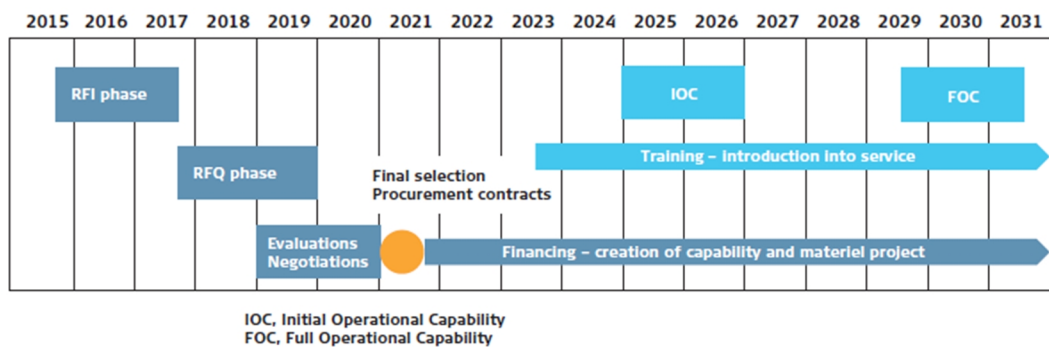 2015 2016 2017 2018 2019 2020 2021 2022 2023 2024 2025 2026 2027 2028 2029 2030 2031
RFI phase
IOC
FOC
Training – introduction into service
RFQ phase
Final selection
Procurement contracts
Evaluations
Negotiations
Financing – creation of capability and materiel project
IOC, Initial Operational Capability
FOC, Full Operational Capability